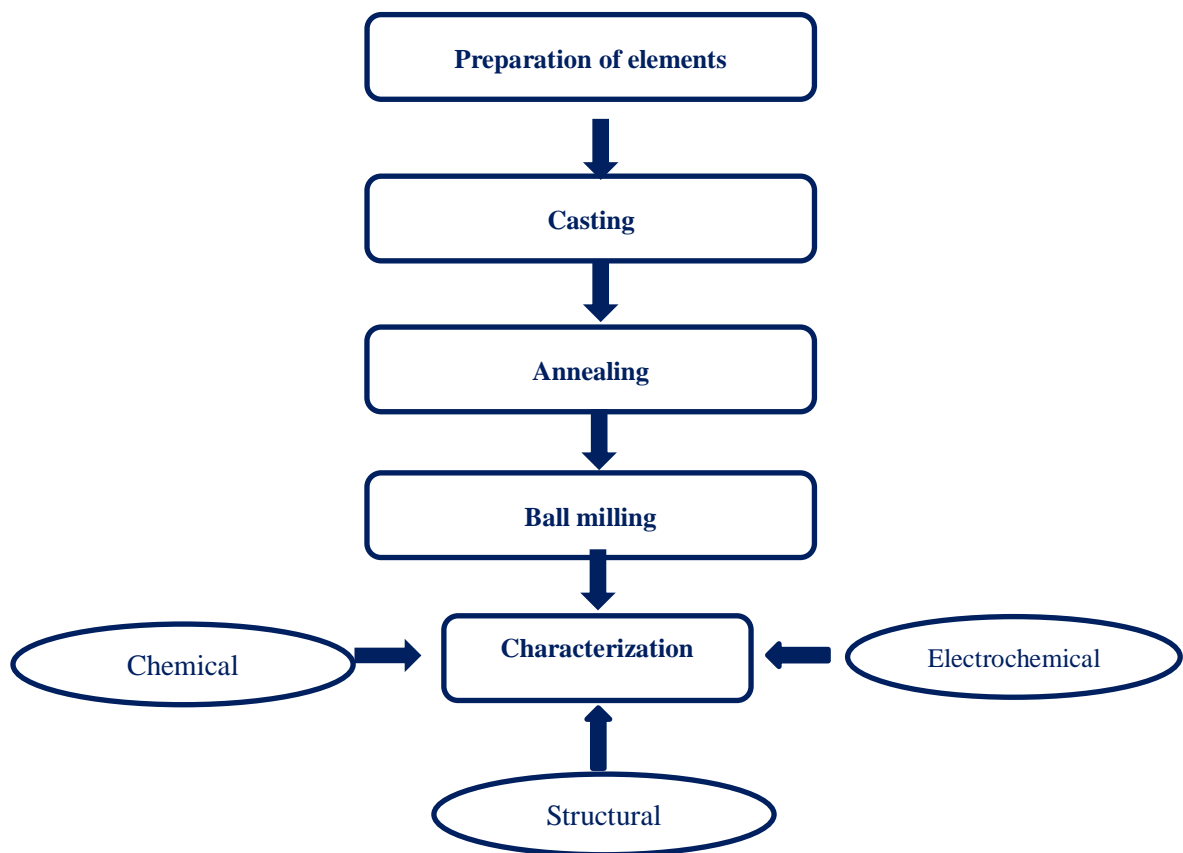 Preparation of elements
Casting
Annealing
Ball milling
Characterization
Chemical
Electrochemical
Structural